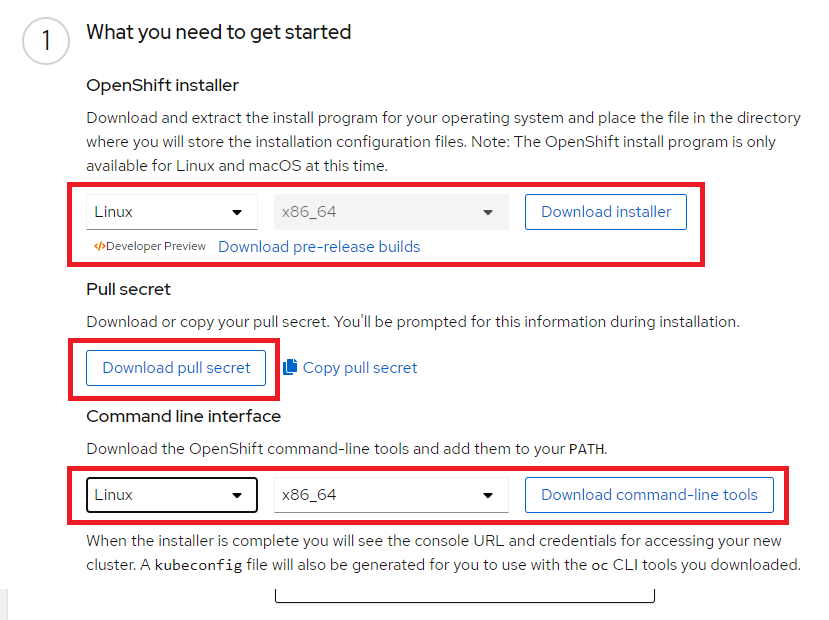 1
What you need to get started
OpenShift installer
Download and extract the install program for your operating system and place the file in the directory
where you will store the installation configuration files. Note: The OpenShift install program is only
available for Linux and macOS at this time.
Linux x86_64 Download installer
</>Developer Preview Download pre-release builds
Pull secret
Download or copy your pull secret. You'll be prompted for this information during installation.
Download pull secret Copy pull secret
Command line interface
Download the OpenShift command-line tools and add them to your PATH.
Linux x86_64 Download command-line tools
When the installer is complete you will see the console URL and credentials for accessing your new
cluster. A kubeconfig file will also be generated for you to use with the oc CLI tools you downloaded.